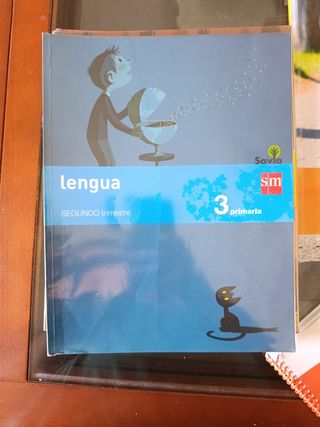 Savia
lengua
sm
SEGUNDO trimestre
3 primaria